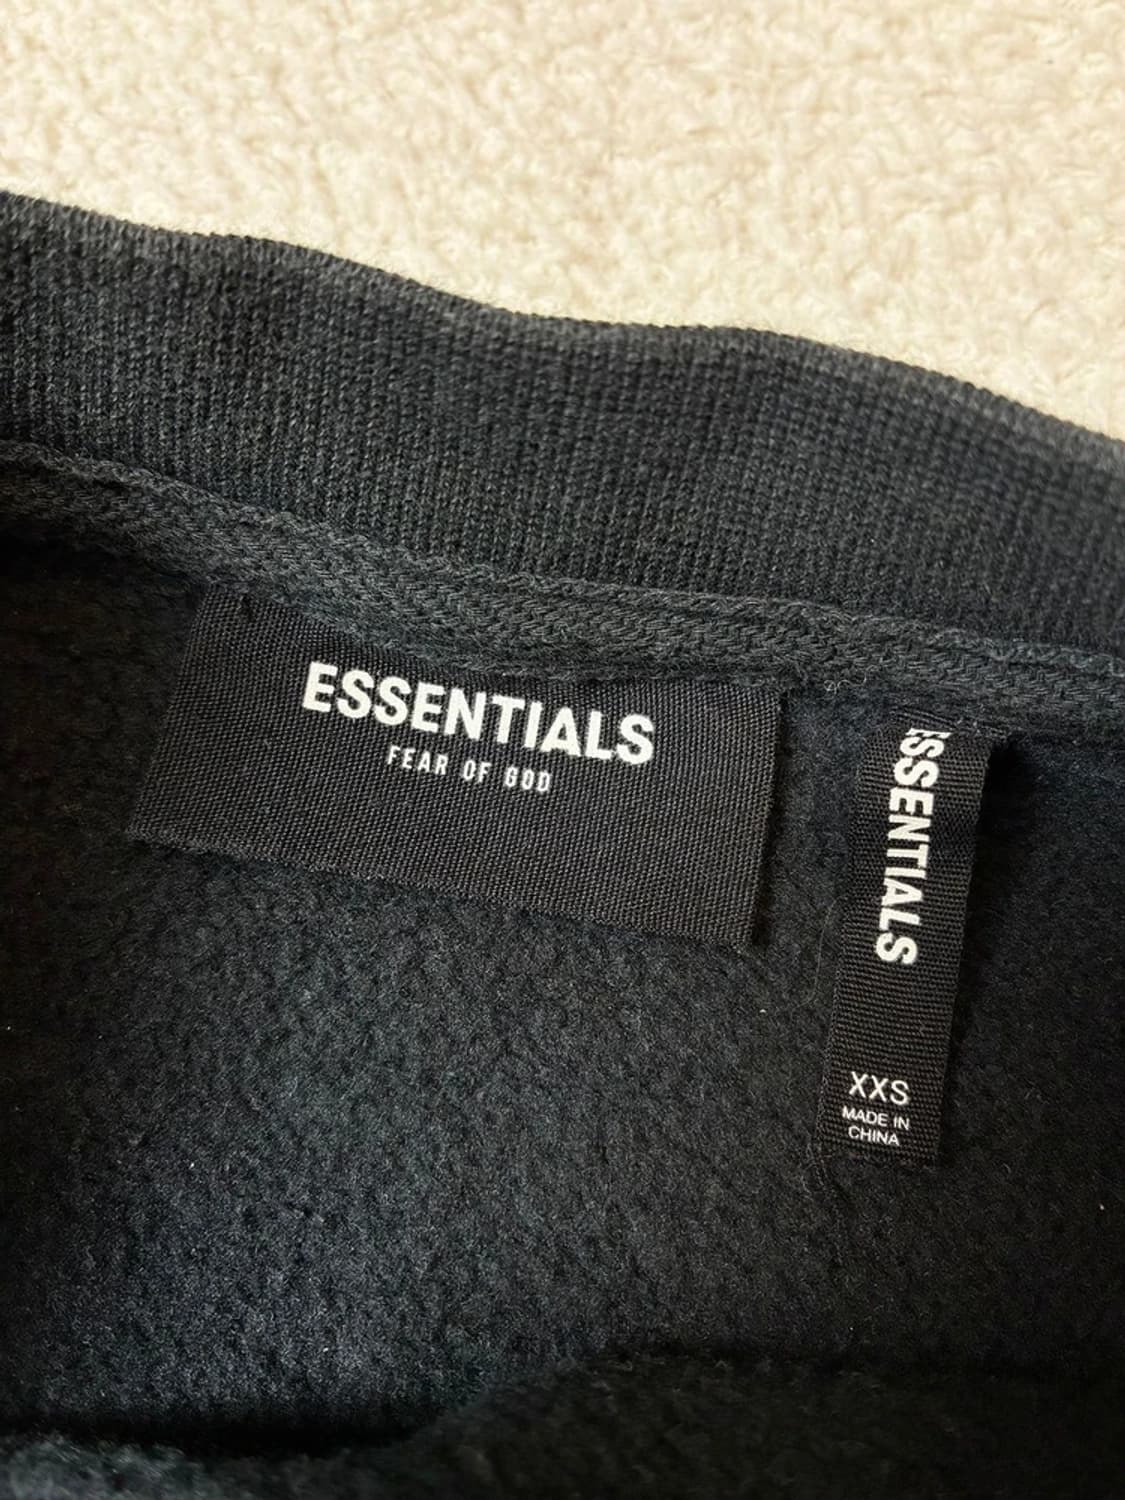 ESSENTIALS
FEAR OF GOD
ESSENTIALS
XXS
MADE IN
CHINA